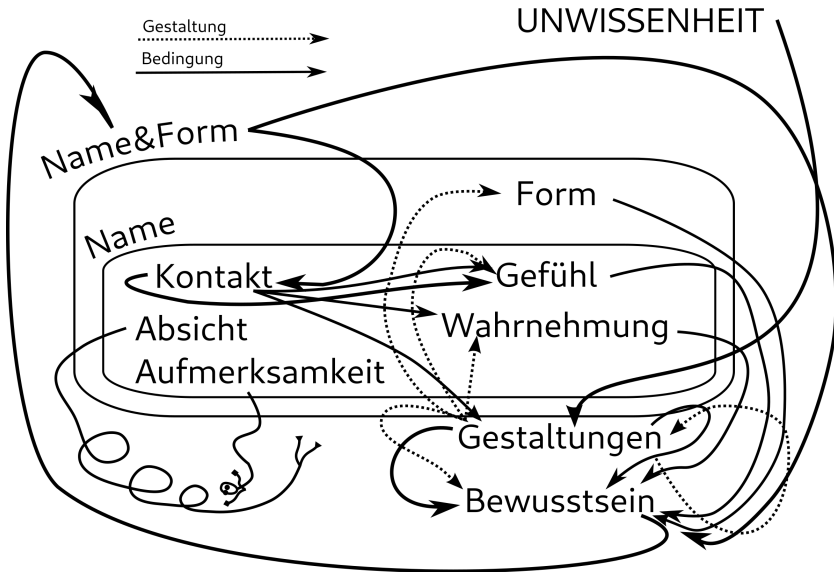 UNWISSENHEIT
Gestaltung
Bedingung
Name&Form
Form
Name
Kontakt
Gefühl
Absicht
Wahrnehmung
Aufmerksamkeit
Gestaltungen
Bewusstsein